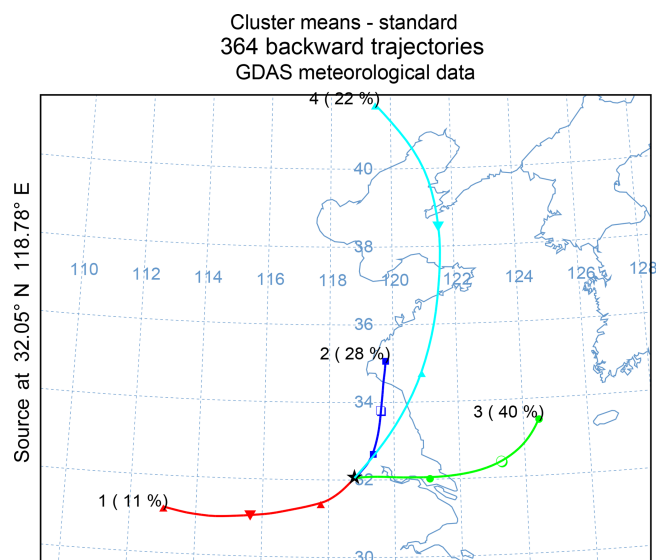 Cluster means - standard
364 backward trajectories
GDAS meteorological data
Source at 32.05° N 118.78° E
4 ( 22 %)
40
38
110 112 114 116 118 120 122 124 126 128
36
2 ( 28 %)
34
3 ( 40 %)
32
1 ( 11 %)
30